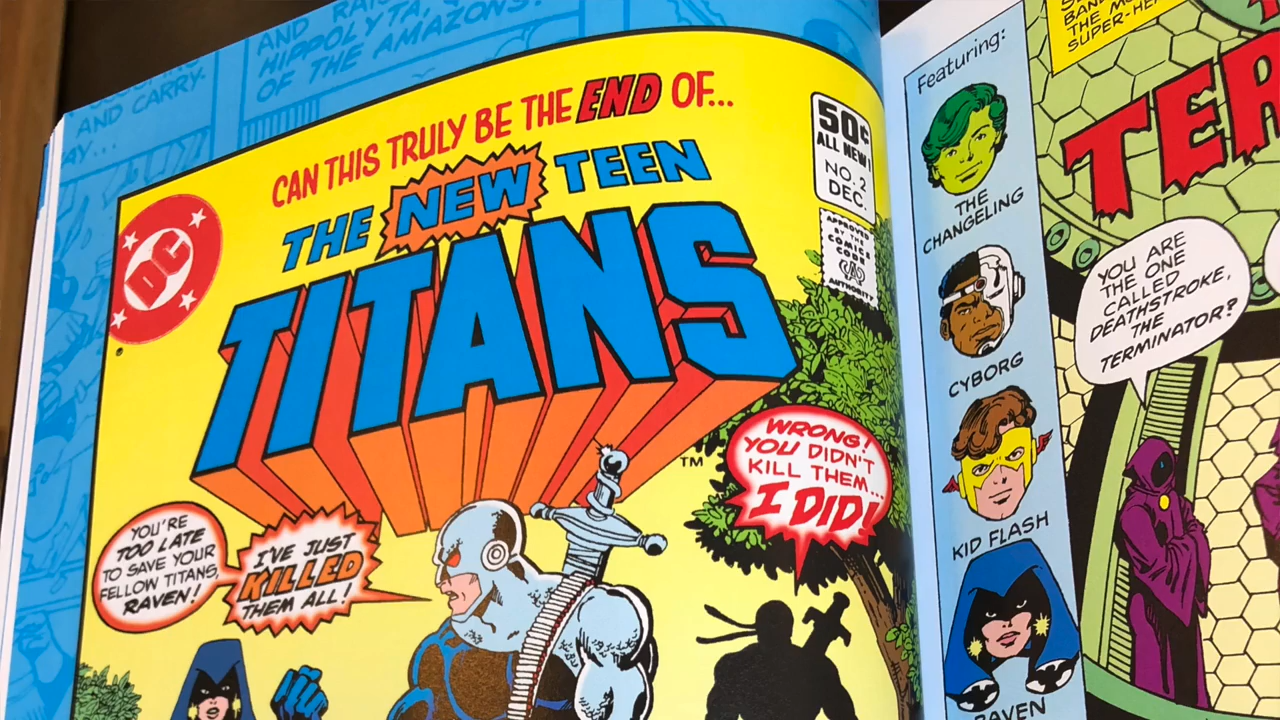 AND RAIS
HIPPOLYTA, Q
OF THE AMAZONS!
AND CARRY.
AY...
CAN THIS TRULY BE THE END OF...
THE NEW TEEN
TITANS
TM
DC
®
50¢
ALL NEW!
NO. 2
DEC.
APPROVED
BY THE
COMICS
CODE
CA
AUTHORITY
YOU'RE
TOO LATE
TO SAVE YOUR
FELLOW TITANS,
RAVEN!
I'VE JUST
KILLED
THEM ALL!
WRONG!
YOU DIDN'T
KILL THEM...
I DID!
Featuring:
THE
CHANGELING
CYBORG
KID FLASH
RAVEN
BAN
THE MO
SUPER-HE
TER
YOU ARE
THE ONE
CALLED
DEATHSTROKE,
THE
TERMINATOR?